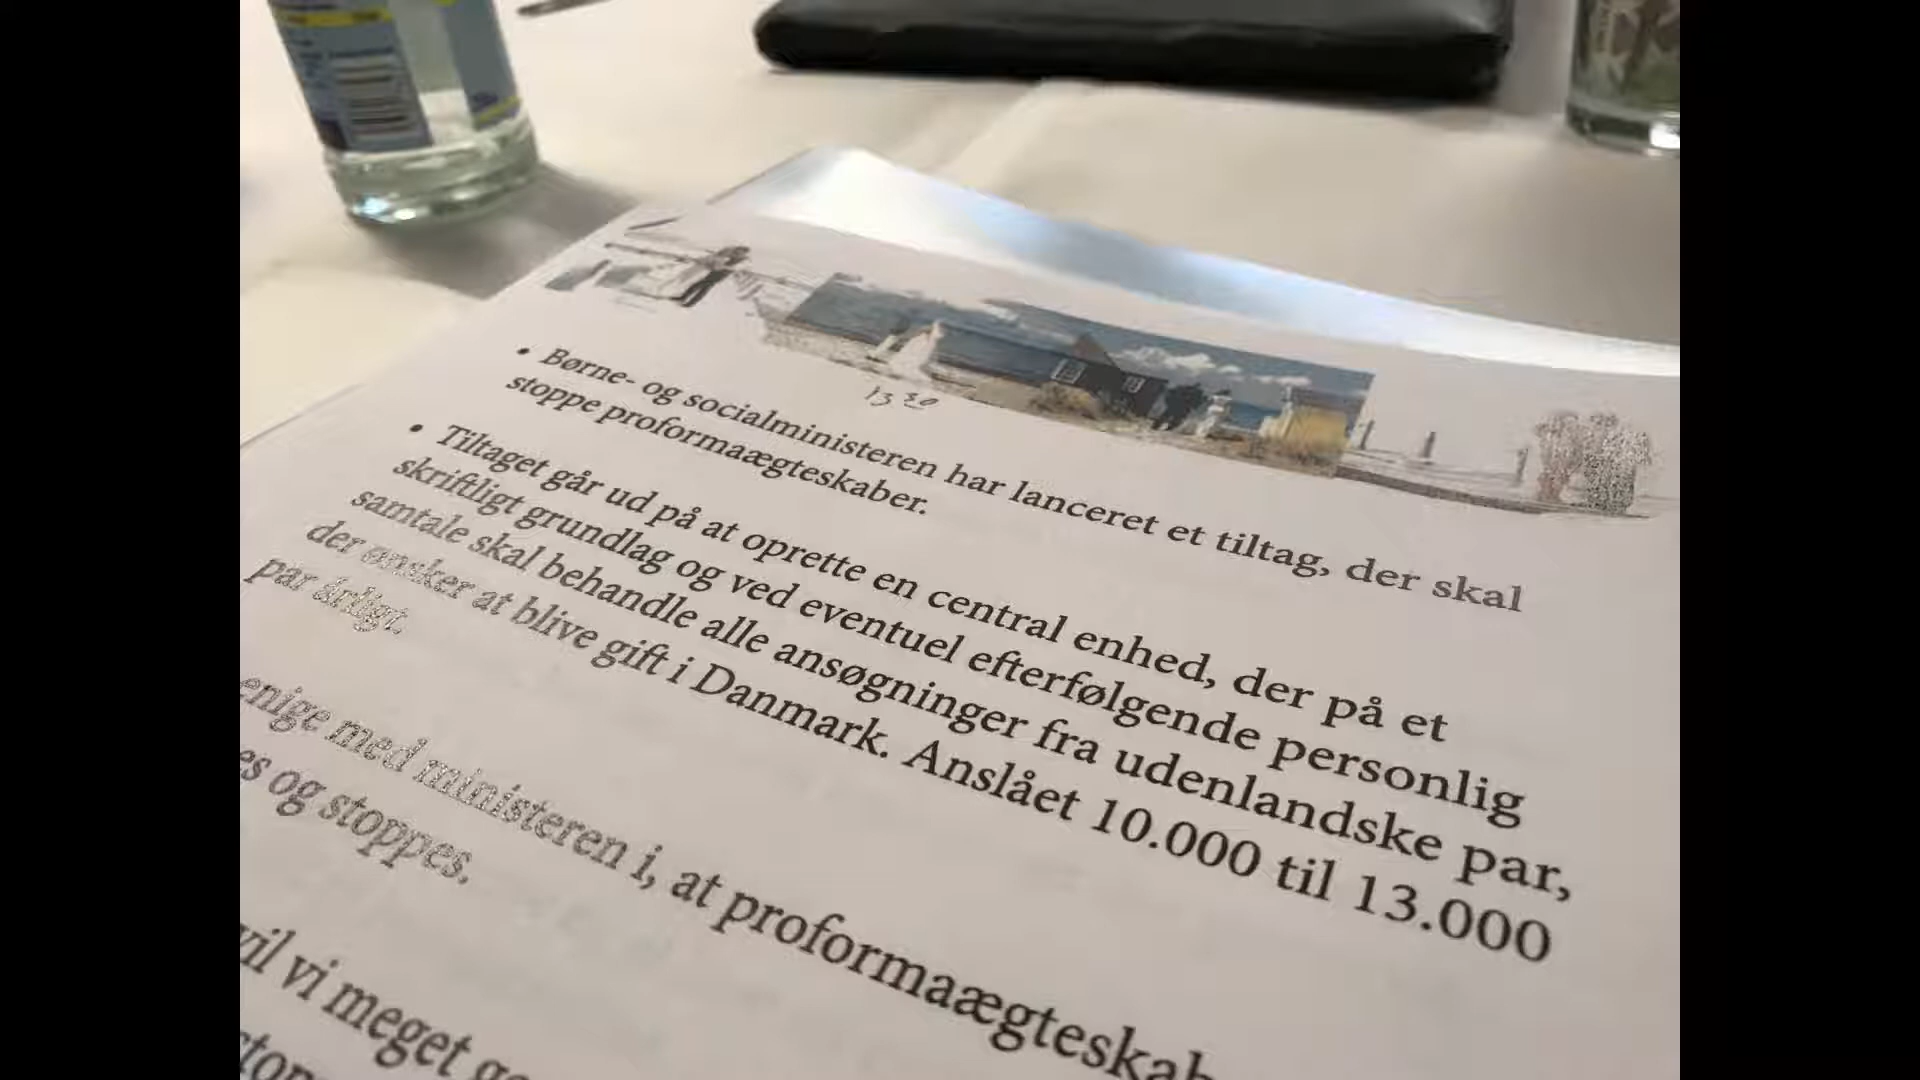 13 30
• Børne- og socialministeren har lanceret et tiltag, der skal
stoppe proformaægteskaber.
• Tiltaget går ud på at oprette en central enhed, der på et
skriftligt grundlag og ved eventuel efterfølgende personlig
samtale skal behandle alle ansøgninger fra udenlandske par,
der ønsker at blive gift i Danmark. Anslået 10.000 til 13.000
par årligt.
enige med ministeren i, at proformaægteskab
es og stoppes.
vil vi meget